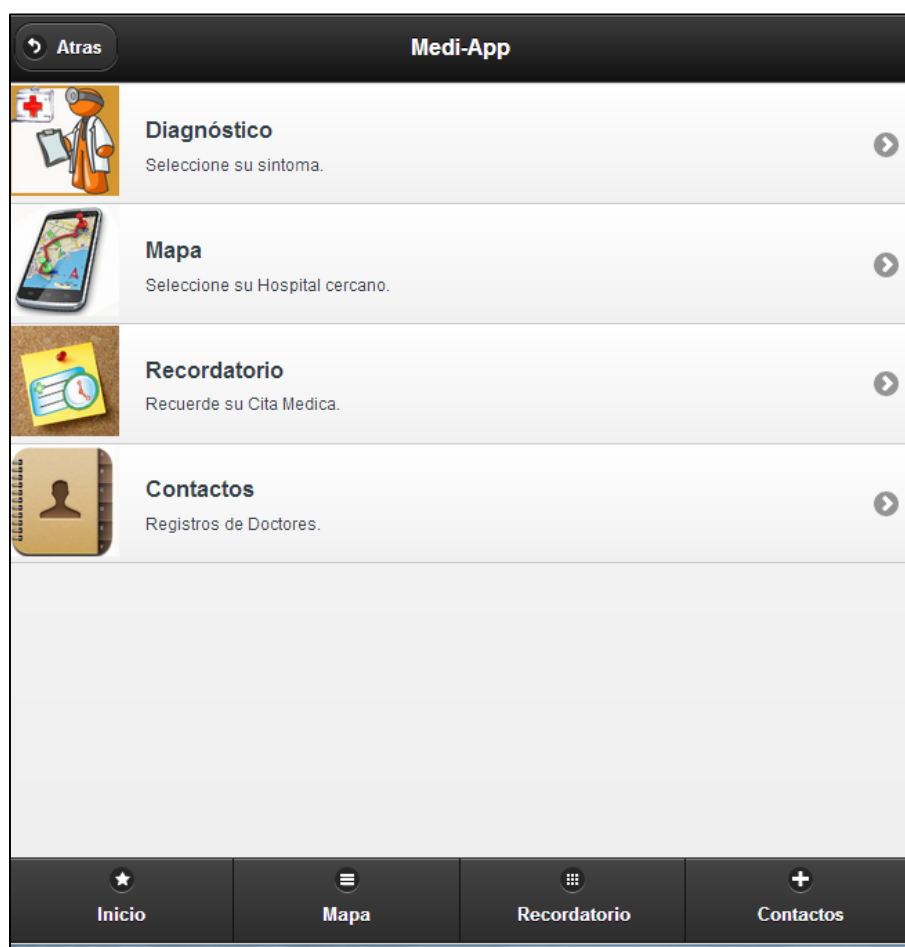 Atras
Medi-App
Diagnóstico
Seleccione su sintoma.
Mapa
Seleccione su Hospital cercano.
Recordatorio
Recuerde su Cita Medica.
Contactos
Registros de Doctores.
Inicio
Mapa
Recordatorio
Contactos